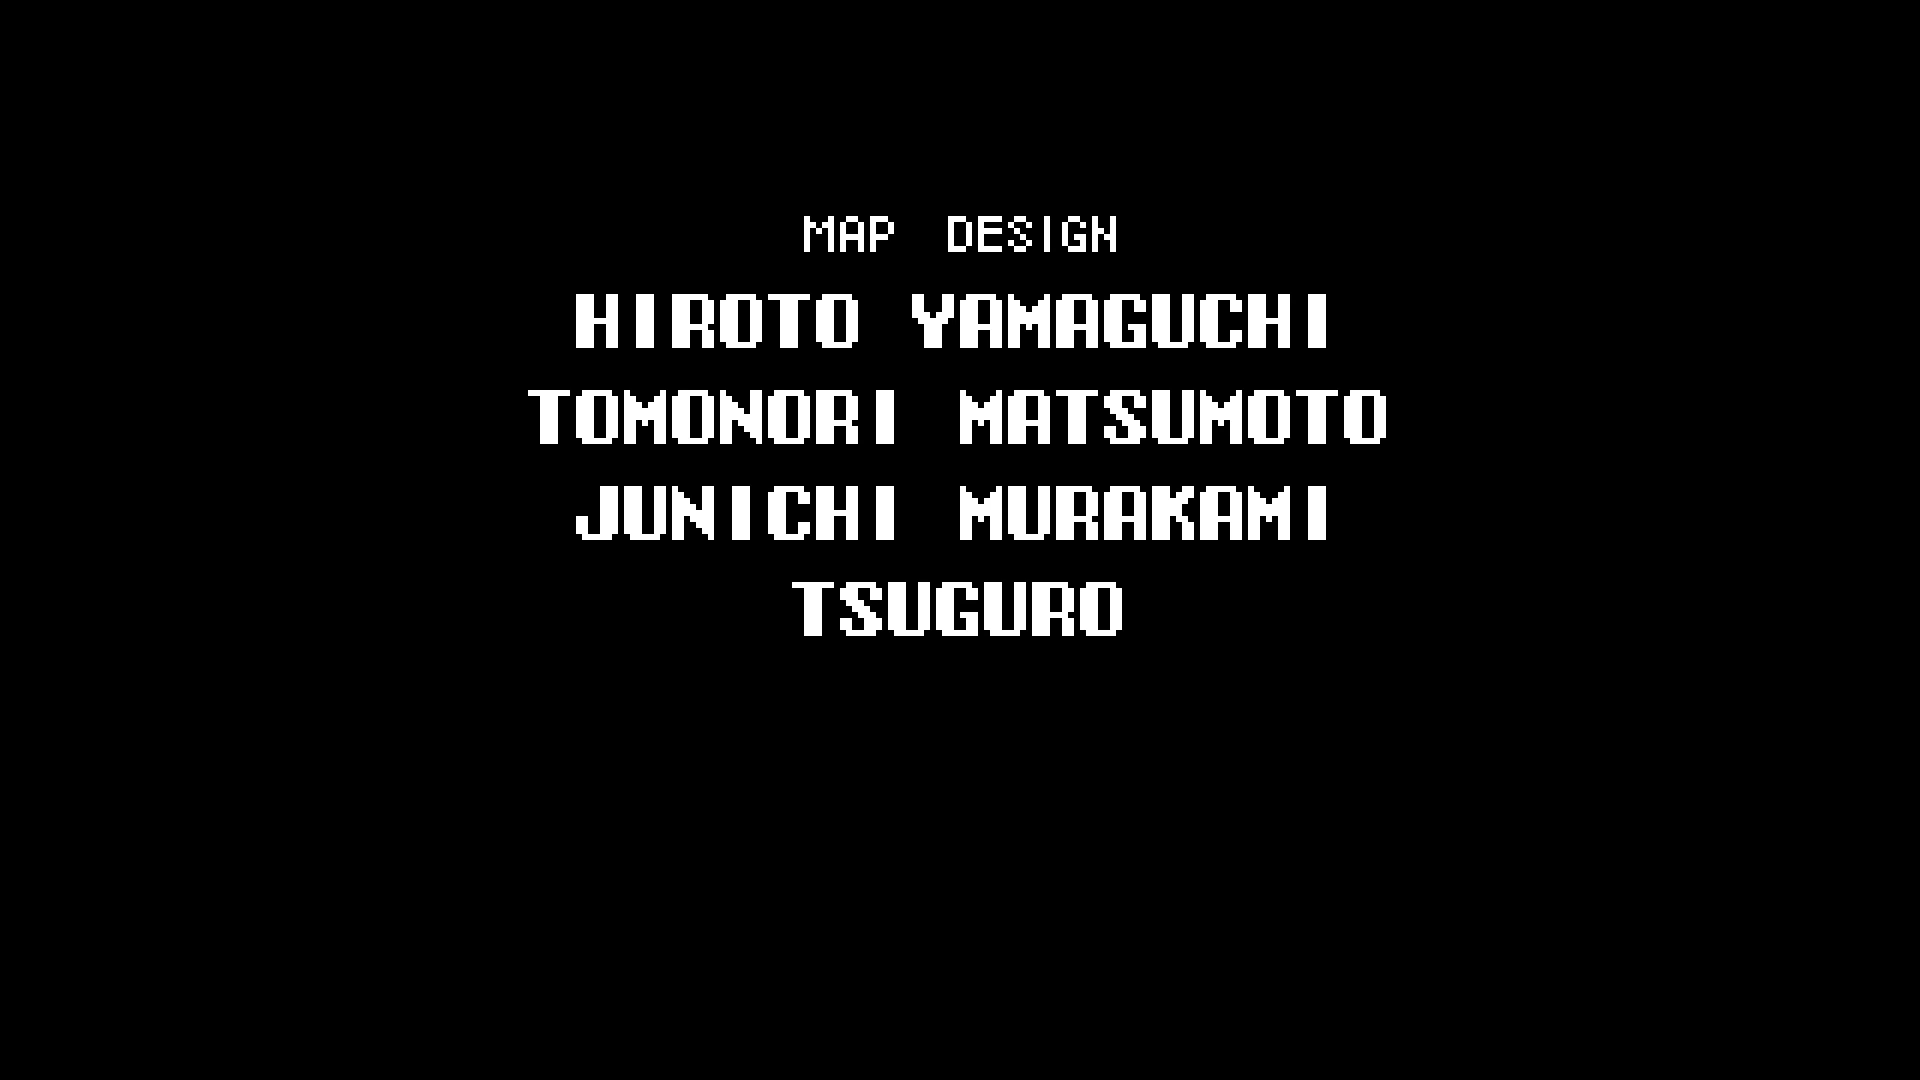 MAP DESIGN
HIROTO YAMAGUCHI
TOMONORI MATSUMOTO
JUNICHI MURAKAMI
TSUGURO